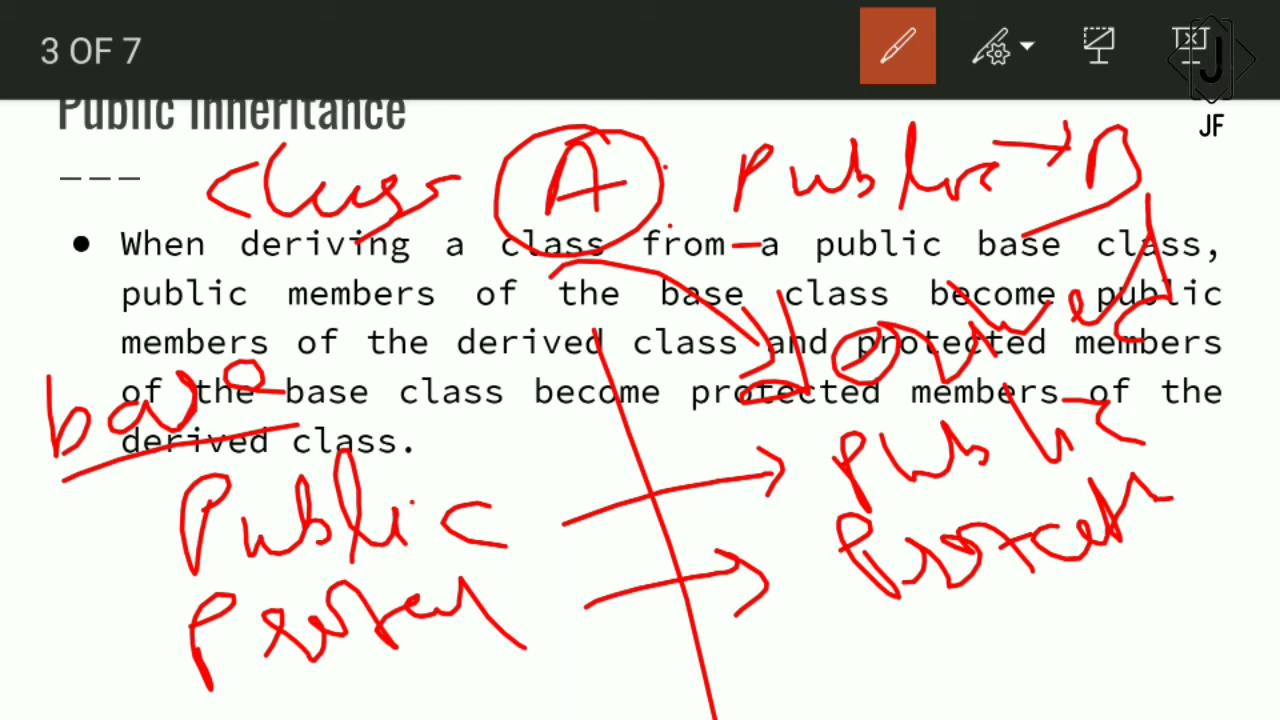 3 OF 7
J
JF
Public Inheritance
---
class A : Public → B
● When deriving a class from a public base class,
public members of the base class become public
members of the derived class and protected members
of the base class become protected members of the
derived class.
base derived
Public → Public
→